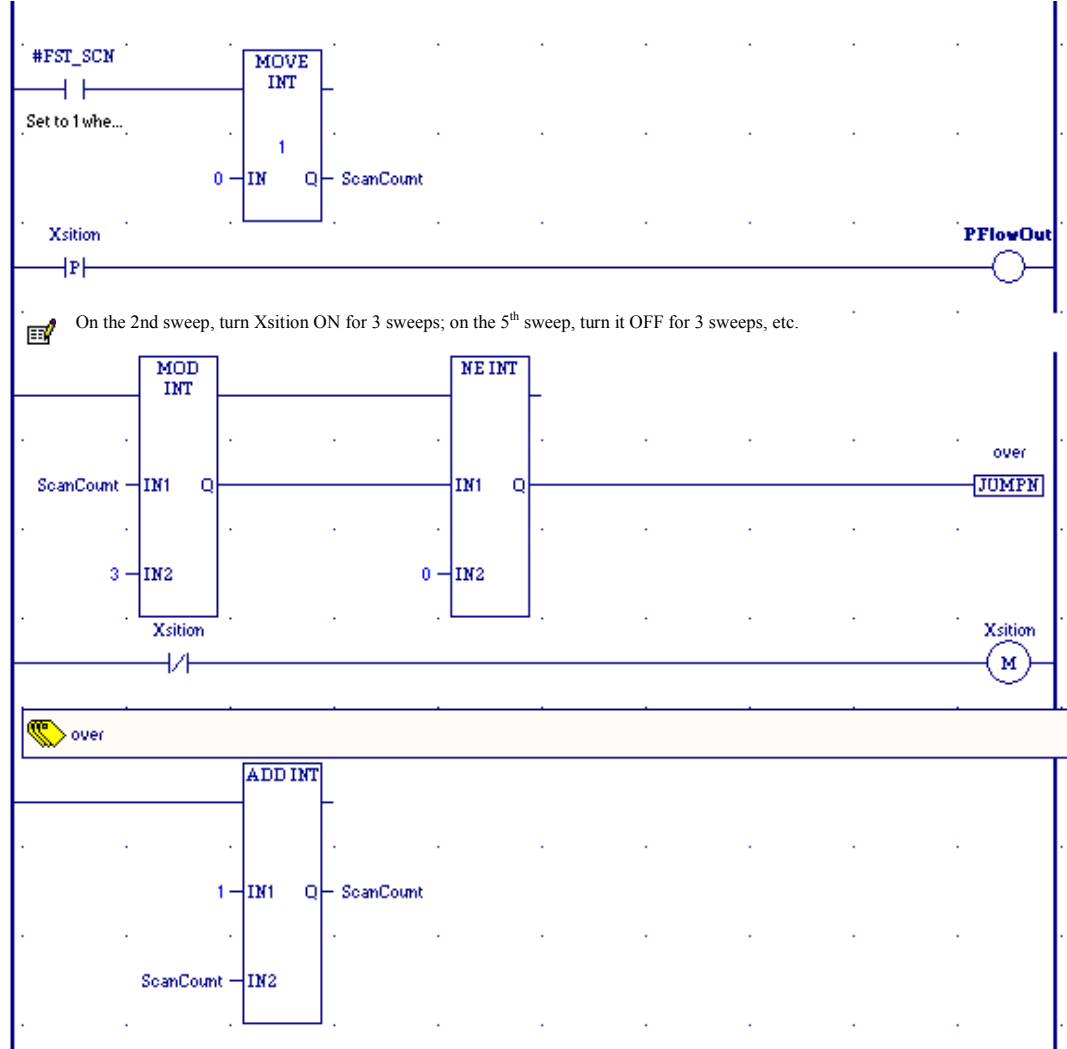 #FST_SCN
MOVE
INT
Set to 1 whe...
1
0 IN Q ScanCount
Xsition
PFlowOut
P
On the 2nd sweep, turn Xsition ON for 3 sweeps; on the 5th sweep, turn it OFF for 3 sweeps, etc.
MOD
INT
NE INT
over
ScanCount IN1 Q IN1 Q JUMPN
3 IN2 0 IN2
Xsition Xsition
/ M
over
ADD INT
1 IN1 Q ScanCount
ScanCount IN2